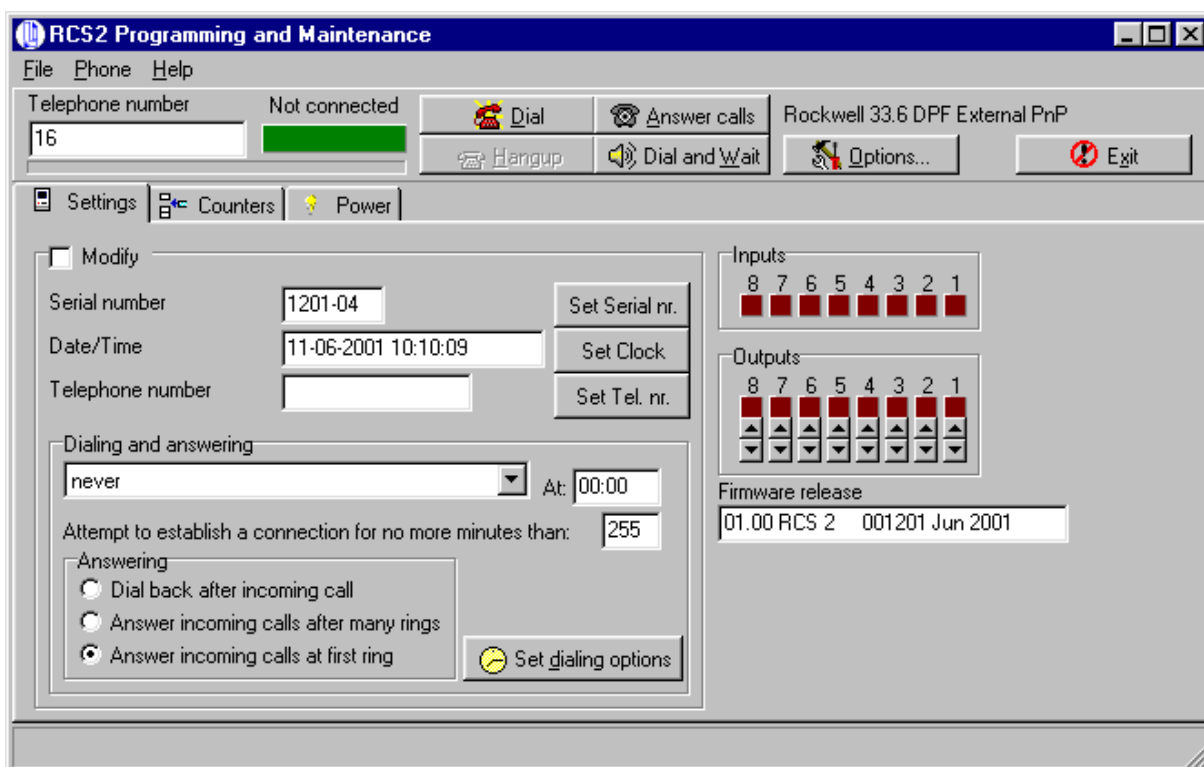 RCS2 Programming and Maintenance
File Phone Help
Telephone number
16
Not connected
Dial
Answer calls
Hangup
Dial and Wait
Rockwell 33.6 DPF External PnP
Options...
Exit
Settings
Counters
Power
Modify
Serial number
1201-04
Set Serial nr.
Date/Time
11-06-2001 10:10:09
Set Clock
Telephone number
Set Tel. nr.
Dialing and answering
never
At: 00:00
Attempt to establish a connection for no more minutes than: 255
Answering
Dial back after incoming call
Answer incoming calls after many rings
Answer incoming calls at first ring
Set dialing options
Inputs
8 7 6 5 4 3 2 1
Outputs
8 7 6 5 4 3 2 1
Firmware release
01.00 RCS 2 001201 Jun 2001